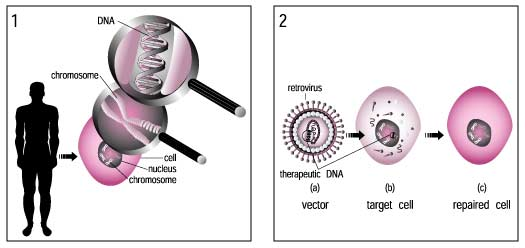 1
DNA
chromosome
cell
nucleus
chromosome
2
retrovirus
therapeutic DNA
(a)
(b)
(c)
vector
target cell
repaired cell